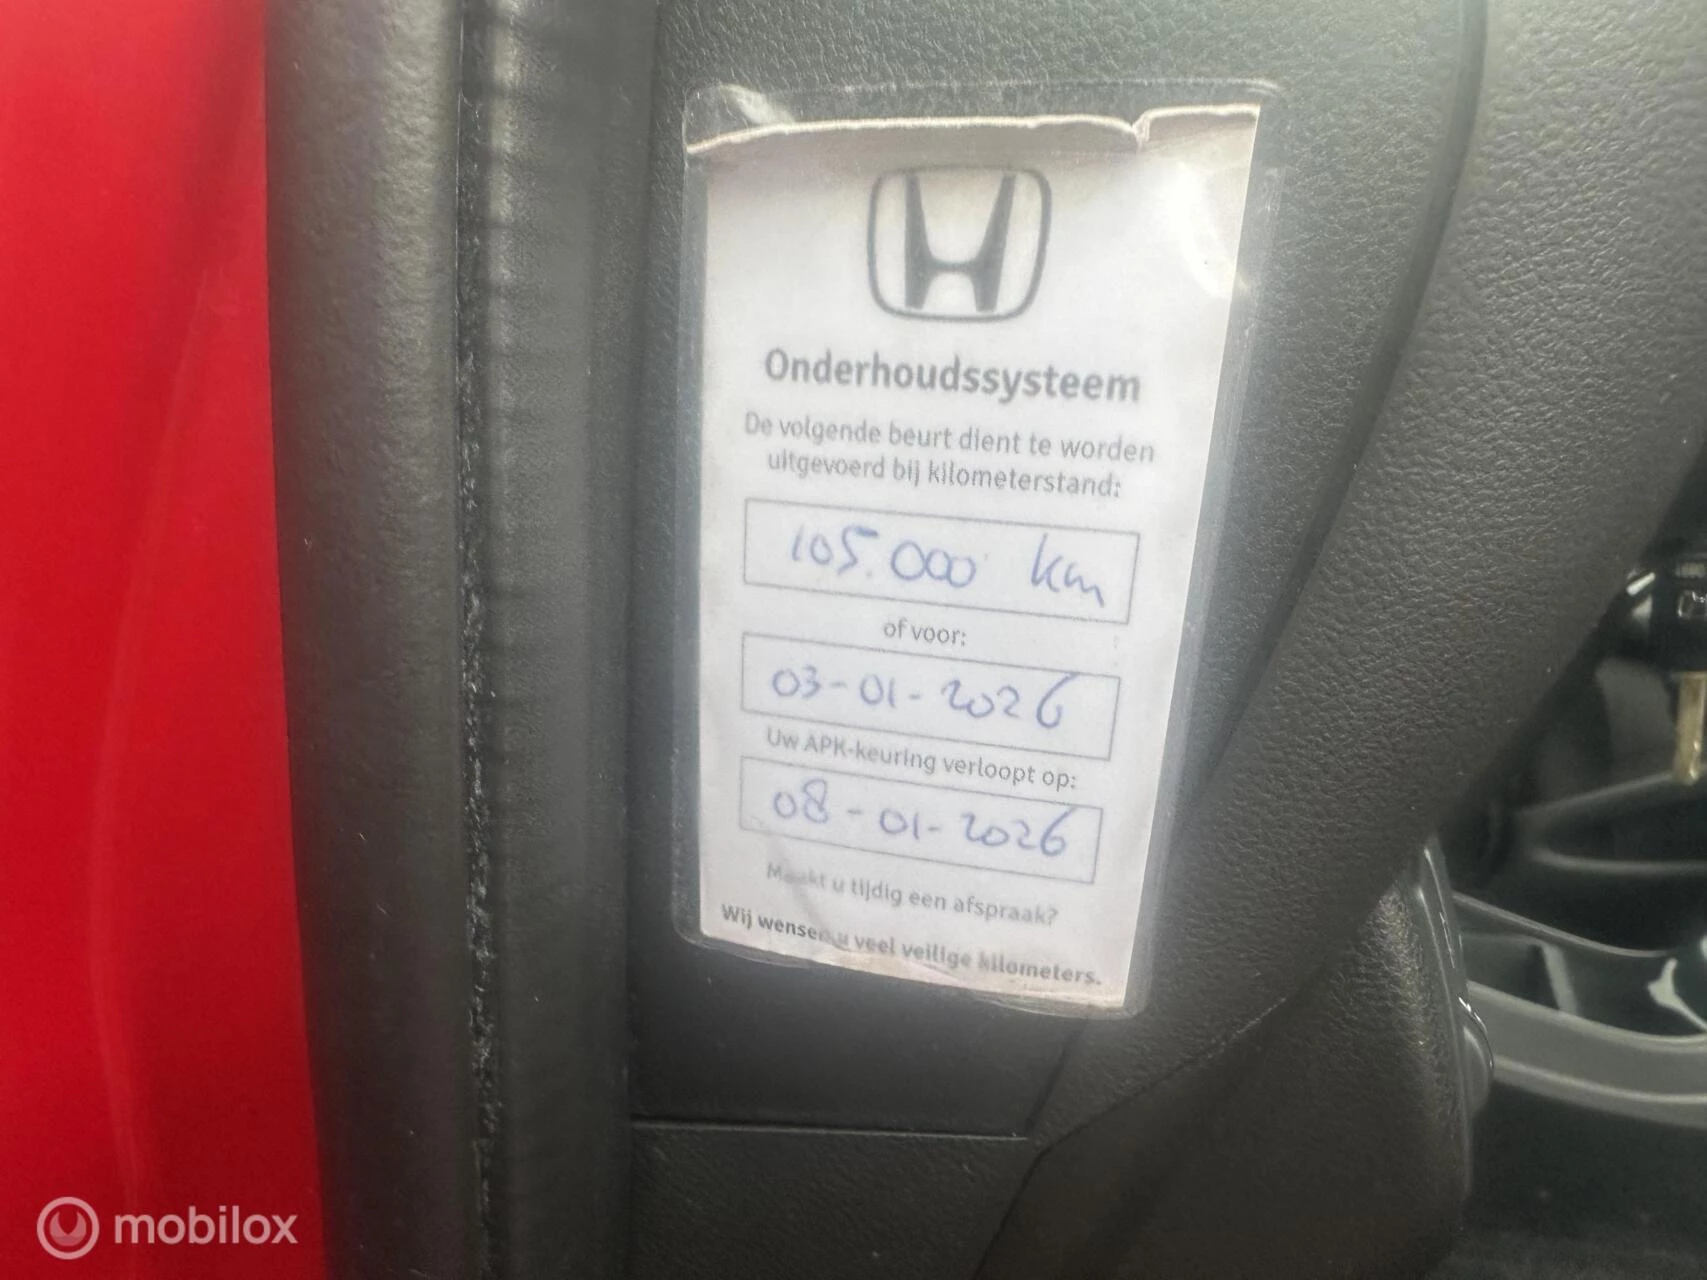 Onderhoudssysteem
De volgende beurt dient te worden
uitgevoerd bij kilometerstand:
105.000 km
of voor:
03-01-2026
Uw APK-keuring verloopt op:
08-01-2026
Maakt u tijdig een afspraak?
Wij wensen u veel veilige kilometers.
mobilox